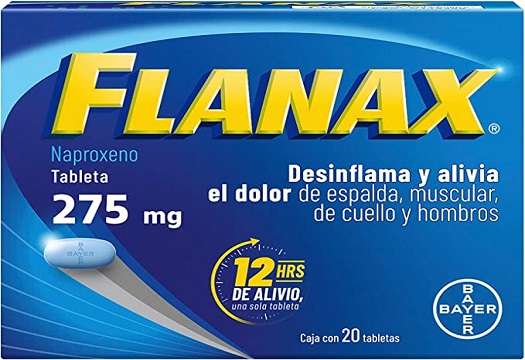 FLANAX®
Naproxeno
Tableta
275 mg
Desinflama y alivia
el dolor de espalda, muscular,
de cuello y hombros
BAYER
12 HRS
DE ALIVIO,
una sola tableta
BAYER
BAYER
Caja con 20 tabletas